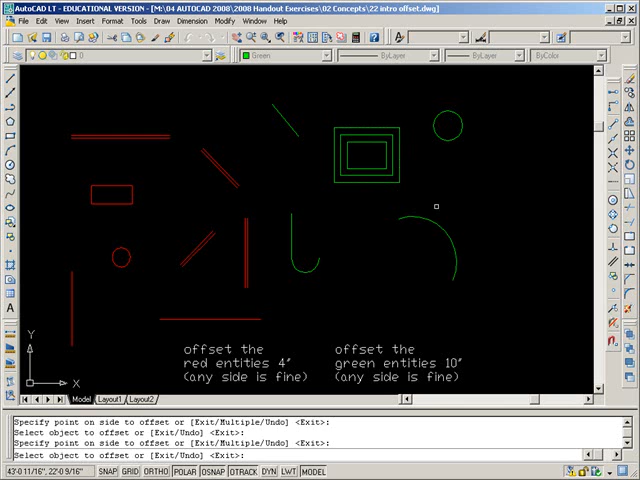 AutoCAD LT - EDUCATIONAL VERSION - [M:\04 AUTOCAD 2008\2008 Handout Exercises\02 Concepts\22 intro offset.dwg]
File Edit View Insert Format Tools Draw Dimension Modify Window Help
0 Green ByLayer ByLayer ByColor
offset the
red entities 4"
(any side is fine)
offset the
green entities 10"
(any side is fine)
Y
X
Model Layout1 Layout2
Specify point on side to offset or [Exit/Multiple/Undo] <Exit>:
Select object to offset or [Exit/Undo] <Exit>:
Specify point on side to offset or [Exit/Multiple/Undo] <Exit>:
Select object to offset or [Exit/Undo] <Exit>:
43'-0 11/16", 22'-0 9/16" SNAP GRID ORTHO POLAR OSNAP OTRACK DYN LWT MODEL